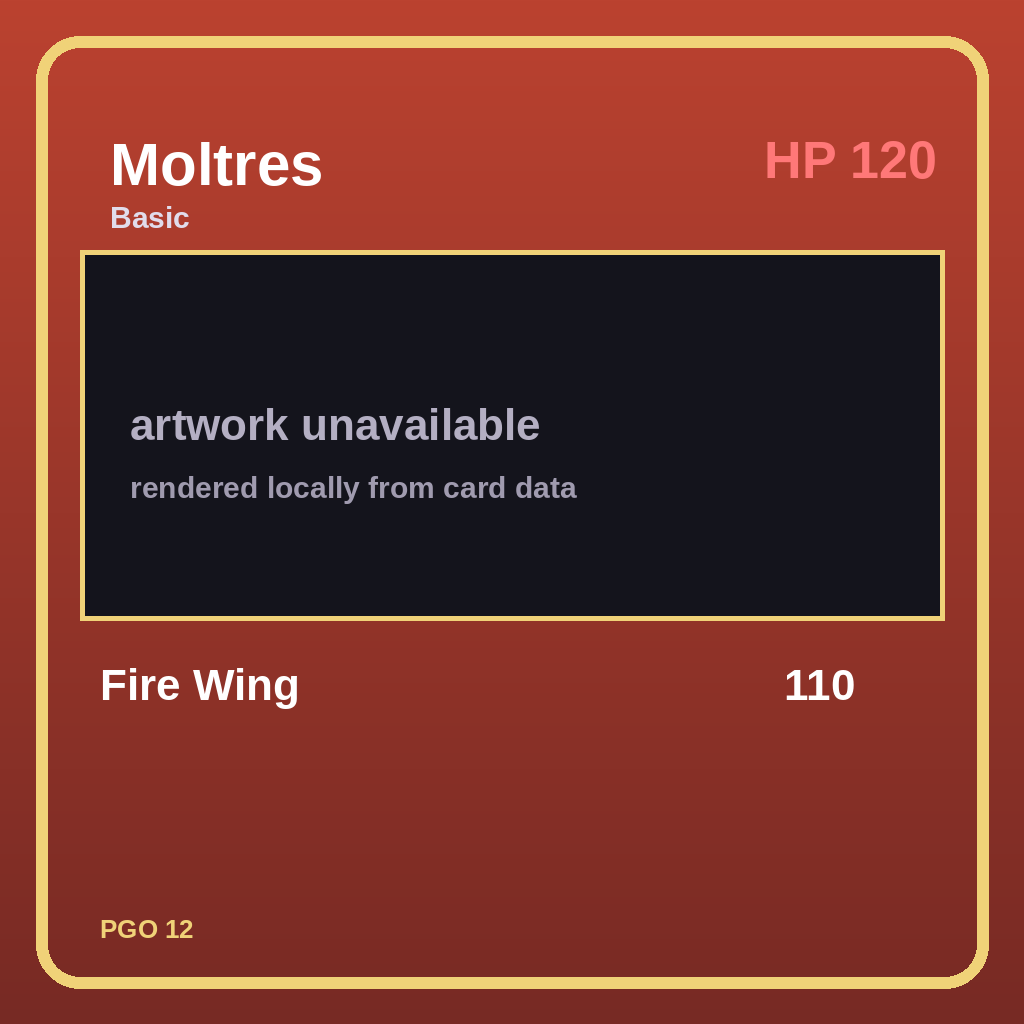 Moltres
HP 120
Basic
artwork unavailable
rendered locally from card data
Fire Wing
110
PGO 12